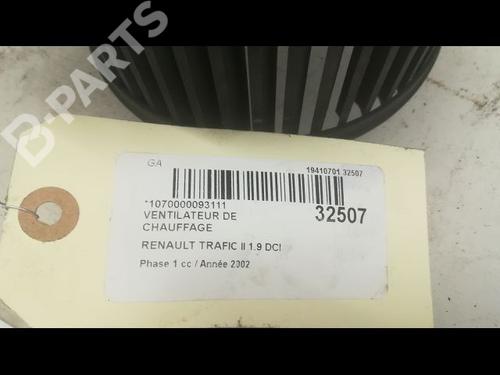 B-PARTS
GA
19410701 32507
*1070000093111
VENTILATEUR DE
CHAUFFAGE
32507
RENAULT TRAFIC II 1.9 DCI
Phase 1 cc / Année 2002